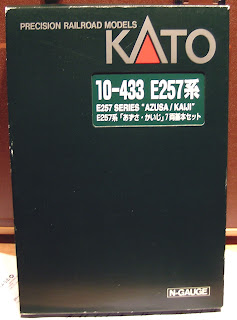 PRECISION RAILROAD MODELS
KATO
10-433 E257系
E257 SERIES "AZUSA / KAIJI"
E257系「あずさ・かいじ」7両基本セット
N-GAUGE